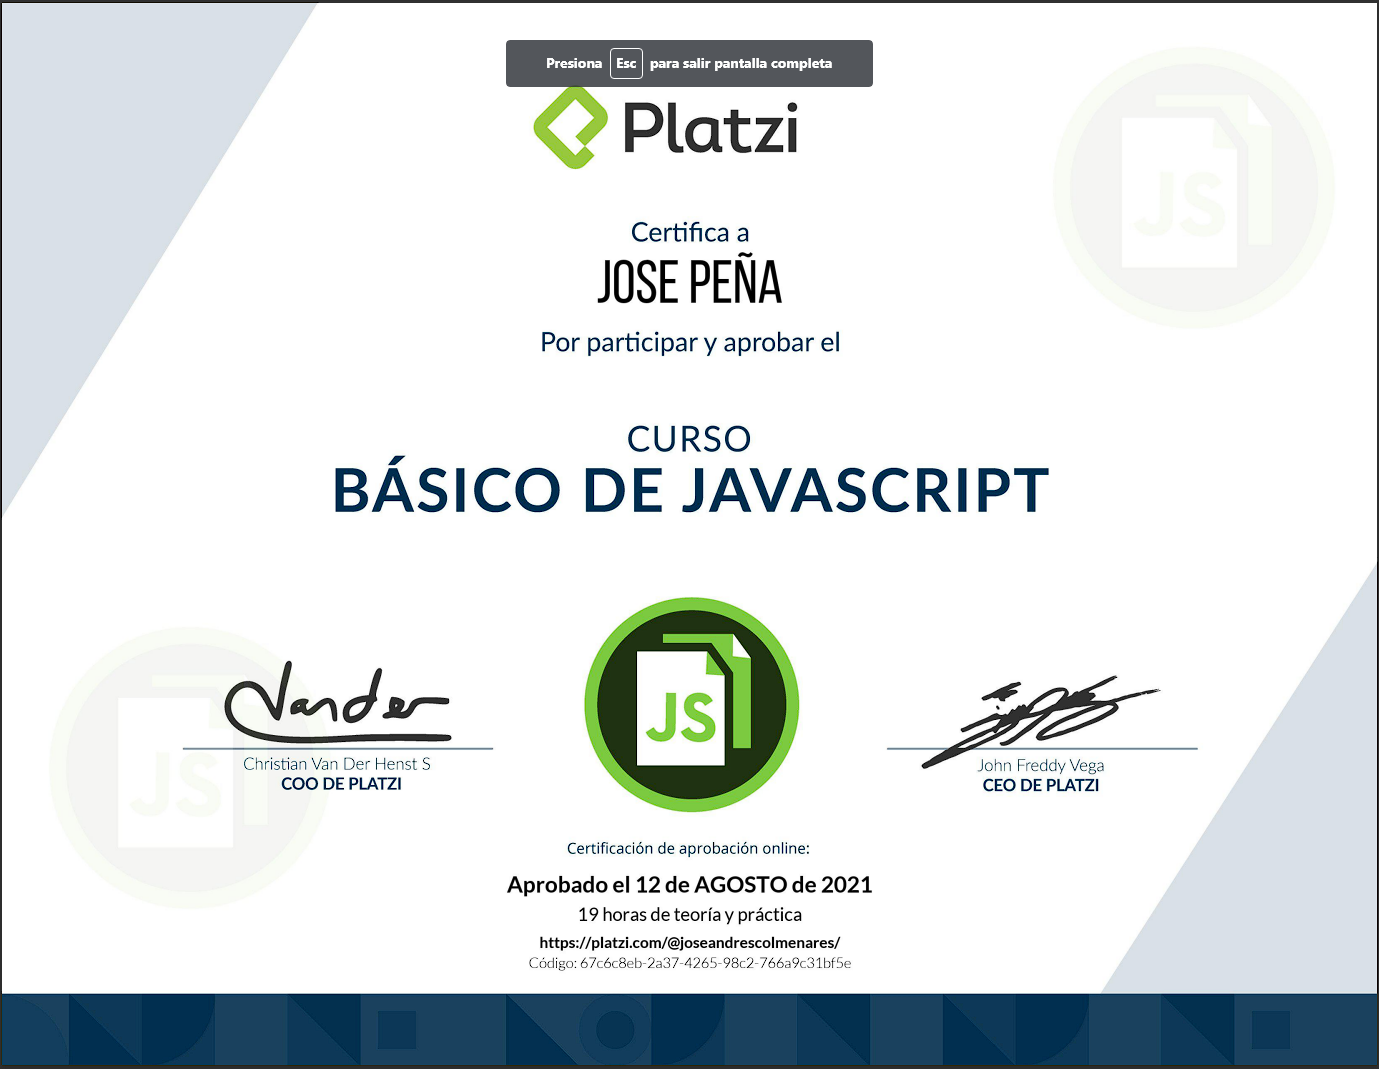 Presiona Esc para salir pantalla completa
Platzi
Certifica a
JOSE PEÑA
Por participar y aprobar el
CURSO
BÁSICO DE JAVASCRIPT
JS
JS
JS
Vander
Christian Van Der Henst S
COO DE PLATZI
John Freddy Vega
CEO DE PLATZI
Certificación de aprobación online:
Aprobado el 12 de AGOSTO de 2021
19 horas de teoría y práctica
https://platzi.com/@joseandrescolmenares/
Código: 67c6c8eb-2a37-4265-98c2-766a9c31bf5e